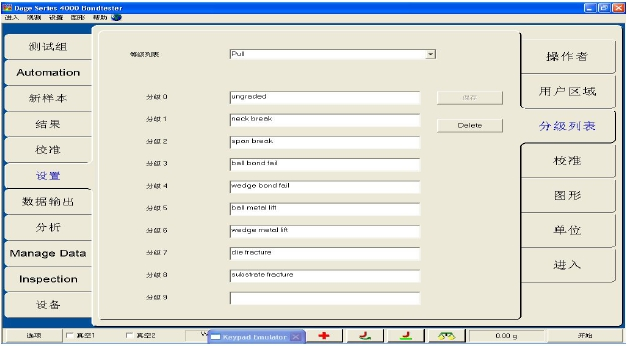 Dage Series 4000 Bondtester
进入 视频 设置 图形 帮助
测试组
Automation
新样本
结果
校准
设置
数据输出
分析
Manage Data
Inspection
设备
等级列表 Pull
分级 0 ungraded
分级 1 neck break
分级 2 span break
分级 3 ball bond fail
分级 4 wedge bond fail
分级 5 ball metal lift
分级 6 wedge metal lift
分级 7 die fracture
分级 8 substrate fracture
分级 9
保存
Delete
操作者
用户区域
分级列表
校准
图形
单位
进入
选项 真空1 真空2 Keypad Emulator 0.00 g 开始